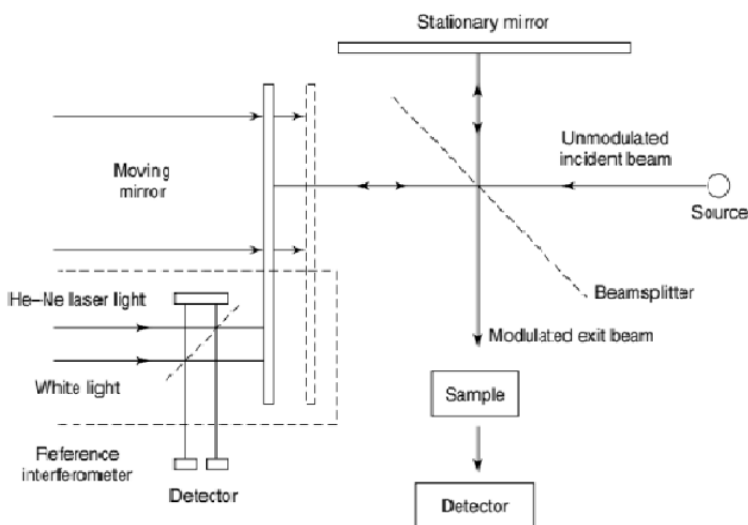 Stationary mirror
Unmodulated
incident beam
Moving
mirror
Source
He–Ne laser light
Beamsplitter
Modulated exit beam
White light
Sample
Reference
interferometer
Detector
Detector